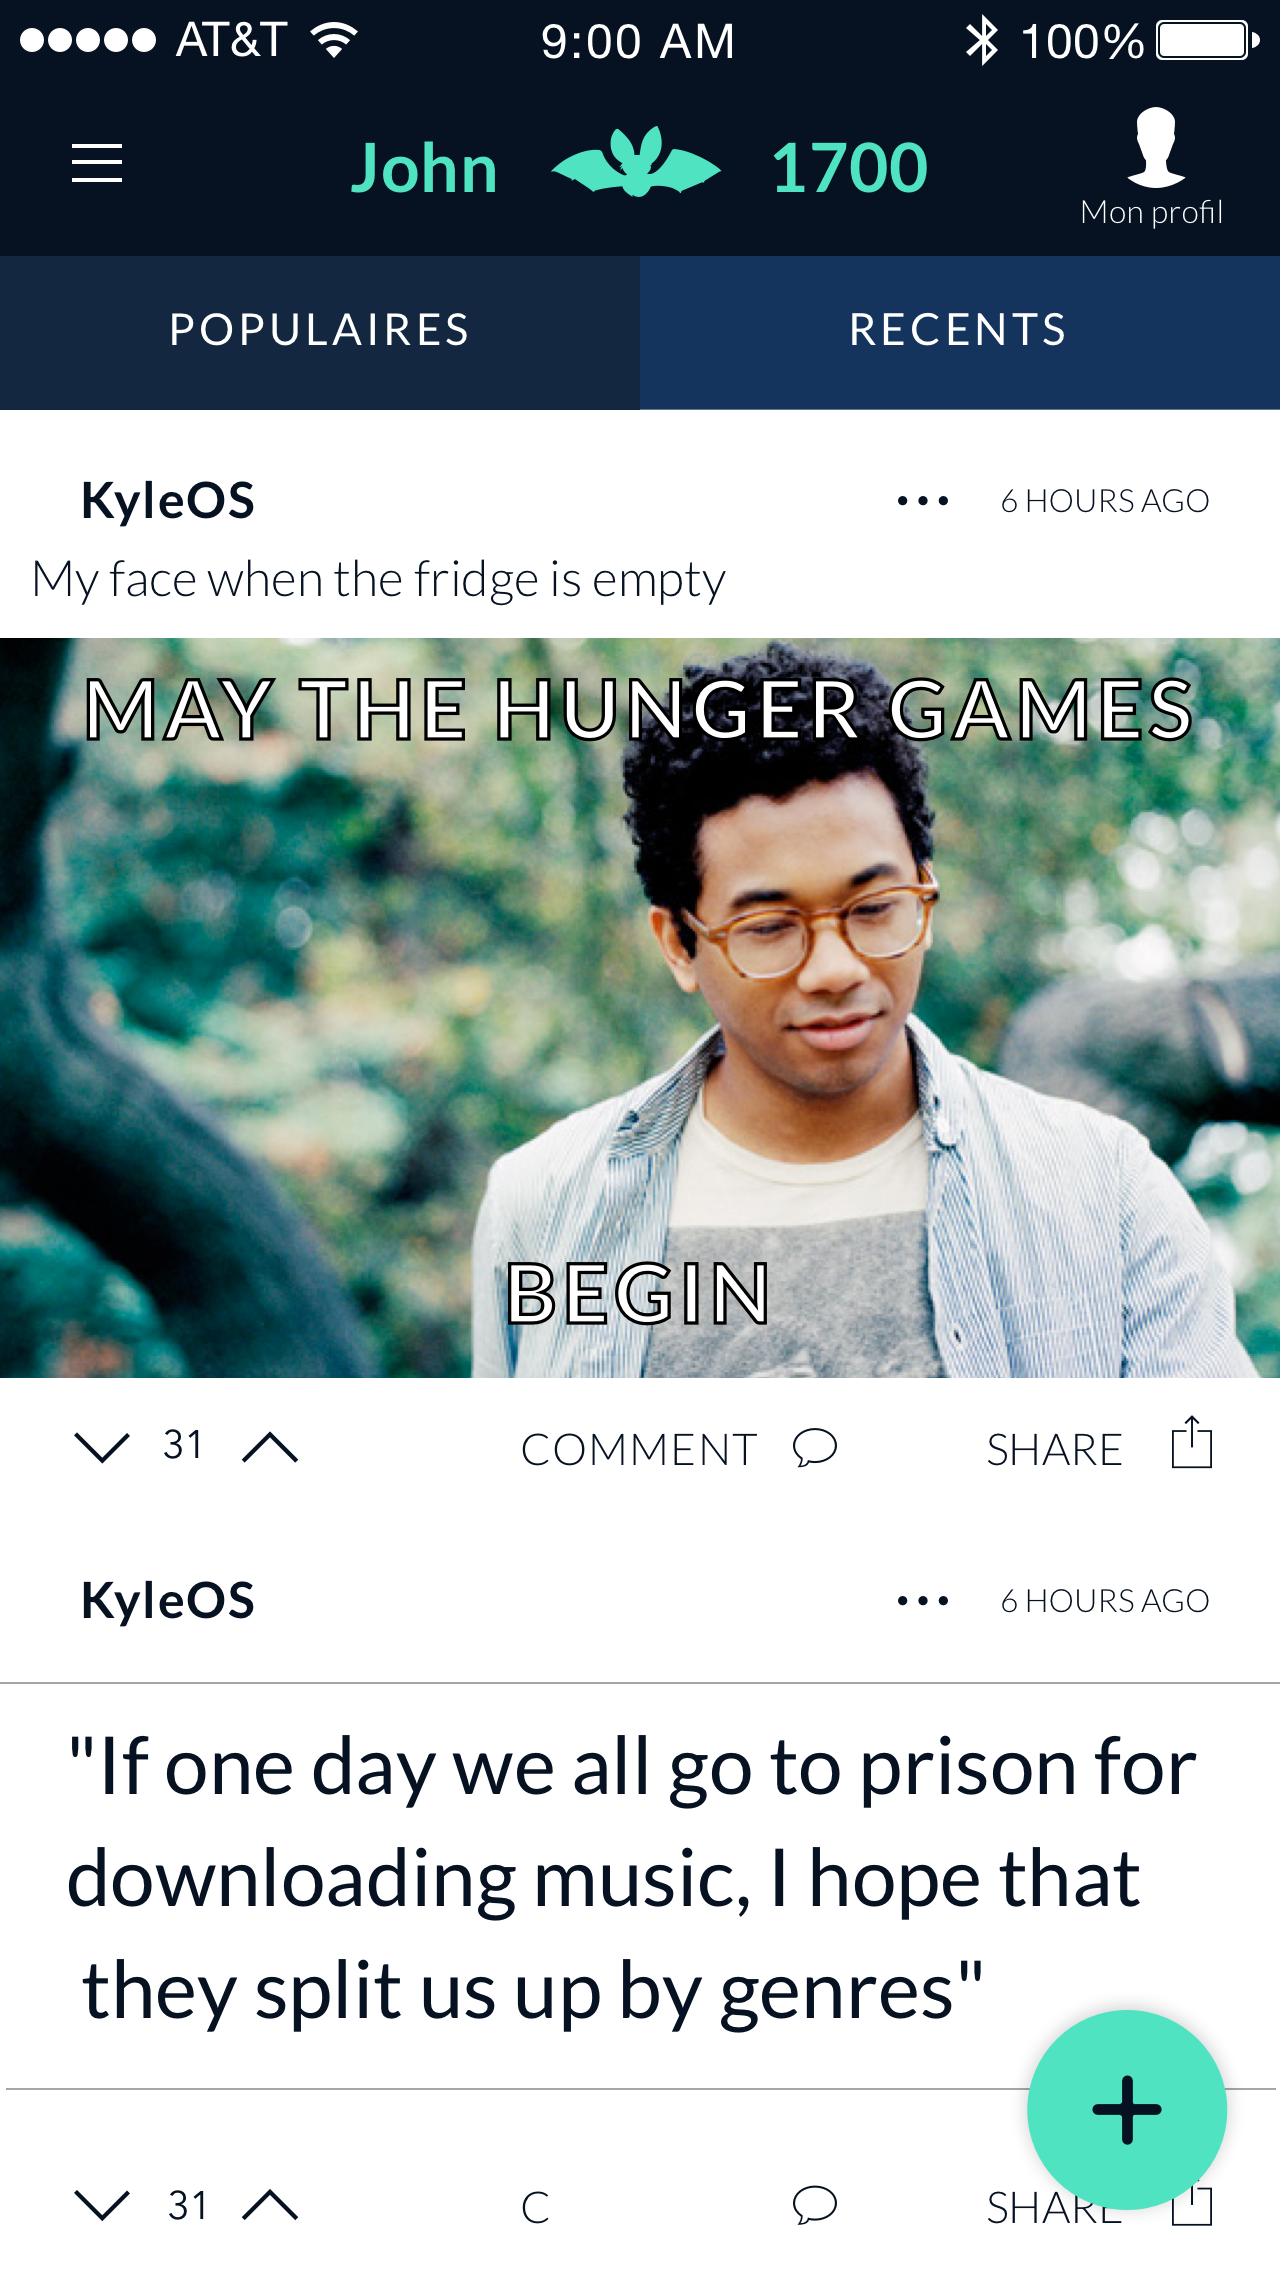 AT&T 9:00 AM 100%
John 1700
Mon profil
POPULAIRES RECENTS
KyleOS ••• 6 HOURS AGO
My face when the fridge is empty
MAY THE HUNGER GAMES
BEGIN
31 COMMENT SHARE
KyleOS ••• 6 HOURS AGO
"If one day we all go to prison for
downloading music, I hope that
they split us up by genres"
31 C SHARE